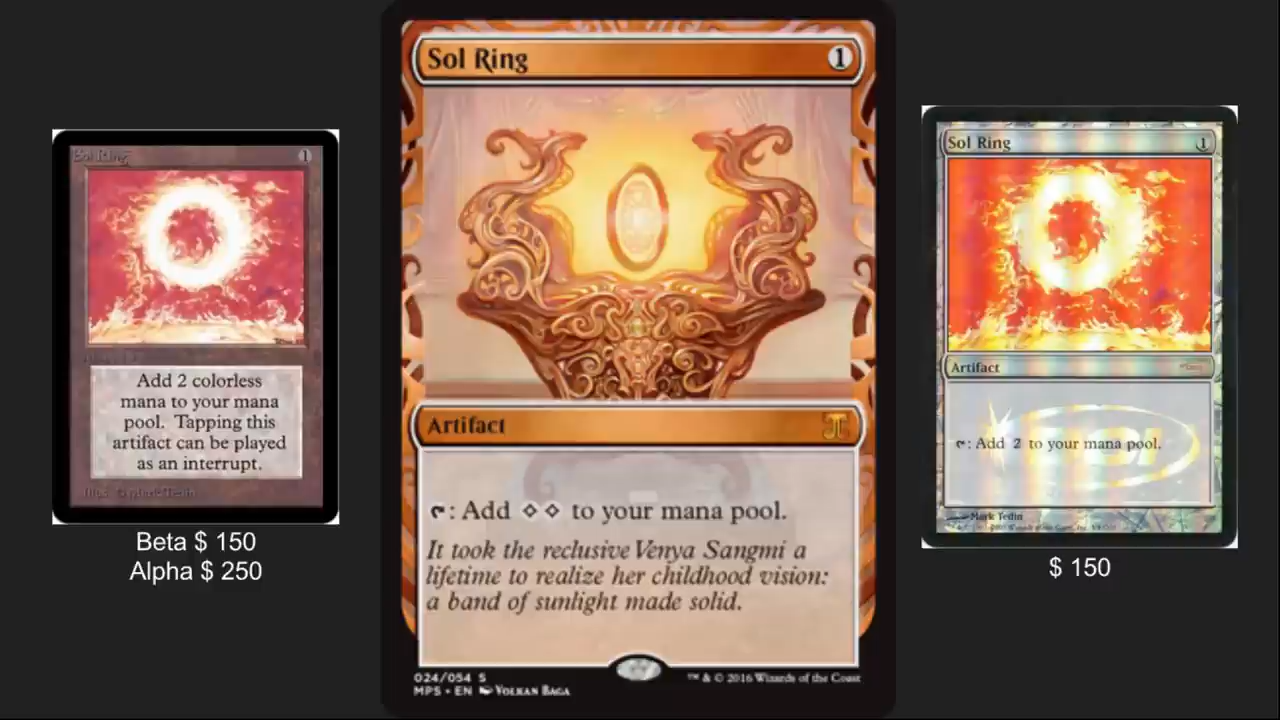 Sol Ring 1
Add 2 colorless
mana to your mana
pool. Tapping this
artifact can be played
as an interrupt.
Beta $ 150
Alpha $ 250
Sol Ring 1
Artifact
: Add ◇◇ to your mana pool.
It took the reclusive Venya Sangmi a
lifetime to realize her childhood vision:
a band of sunlight made solid.
024/054 S
MPS • EN Volkan Baga
™ & © 2016 Wizards of the Coast
Sol Ring 1
Artifact
: Add 2 to your mana pool.
Mark Tedin
$ 150